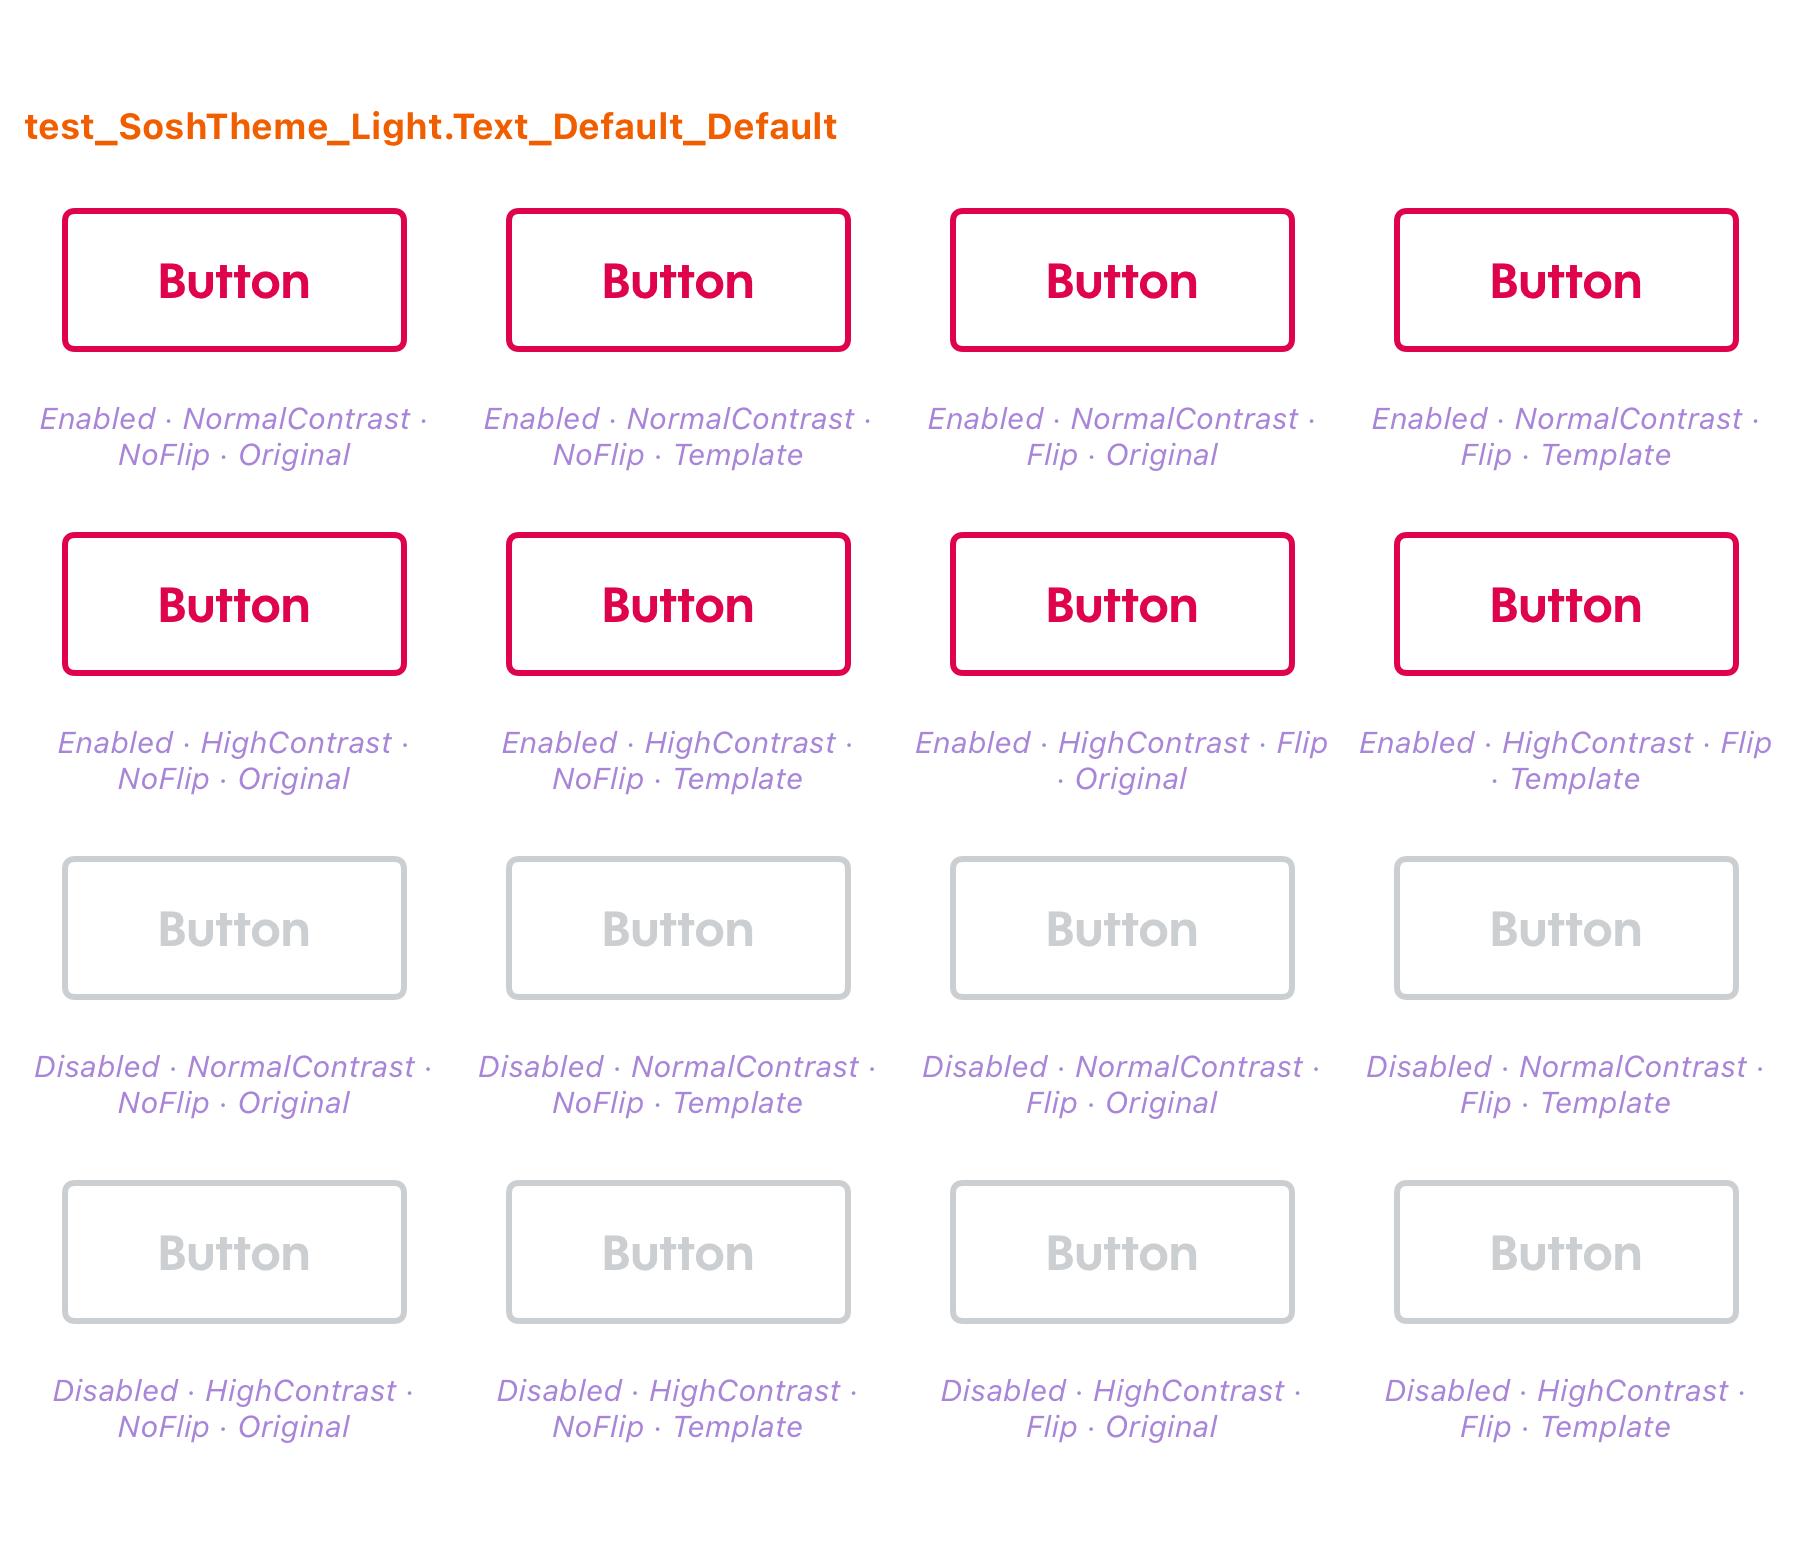 test_SoshTheme_Light.Text_Default_Default
Button Button Button Button
Enabled · NormalContrast · Enabled · NormalContrast · Enabled · NormalContrast · Enabled · NormalContrast ·
NoFlip · Original NoFlip · Template Flip · Original Flip · Template
Button Button Button Button
Enabled · HighContrast · Enabled · HighContrast · Enabled · HighContrast · Flip Enabled · HighContrast · Flip
NoFlip · Original NoFlip · Template · Original · Template
Button Button Button Button
Disabled · NormalContrast · Disabled · NormalContrast · Disabled · NormalContrast · Disabled · NormalContrast ·
NoFlip · Original NoFlip · Template Flip · Original Flip · Template
Button Button Button Button
Disabled · HighContrast · Disabled · HighContrast · Disabled · HighContrast · Disabled · HighContrast ·
NoFlip · Original NoFlip · Template Flip · Original Flip · Template